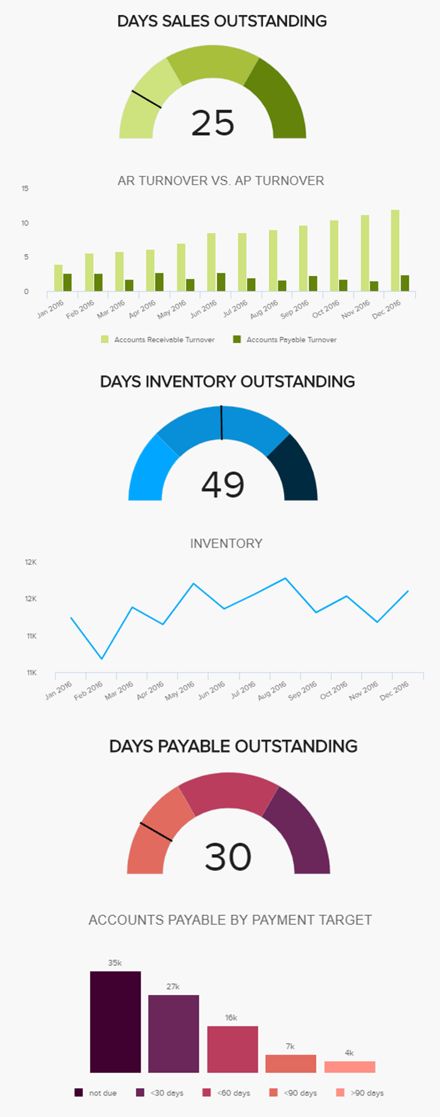 DAYS SALES OUTSTANDING
25
AR TURNOVER VS. AP TURNOVER
15
10
5
0
Jan 2016 Feb 2016 Mar 2016 Apr 2016 May 2016 Jun 2016 Jul 2016 Aug 2016 Sep 2016 Oct 2016 Nov 2016 Dec 2016
Accounts Receivable Turnover Accounts Payable Turnover
DAYS INVENTORY OUTSTANDING
49
INVENTORY
12K
12K
11K
11K
Jan 2016 Feb 2016 Mar 2016 Apr 2016 May 2016 Jun 2016 Jul 2016 Aug 2016 Sep 2016 Oct 2016 Nov 2016 Dec 2016
DAYS PAYABLE OUTSTANDING
30
ACCOUNTS PAYABLE BY PAYMENT TARGET
35k
27k
16k
7k
4k
not due <30 days <60 days <90 days >90 days